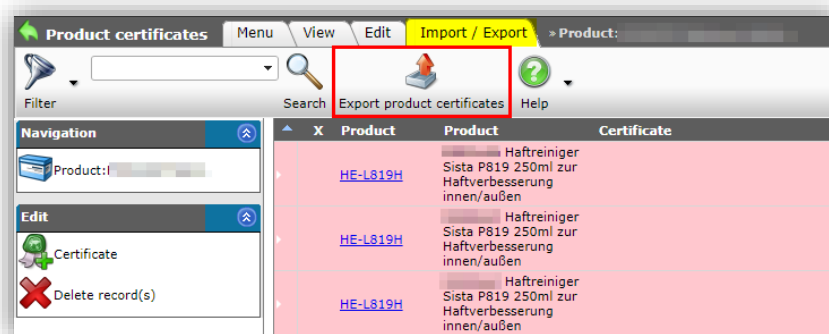 Product certificates Menu View Edit Import / Export » Product:
Filter Search Export product certificates Help
Navigation X Product Product Certificate
Product:
HE-L819H Haftreiniger
Sista P819 250ml zur
Haftverbesserung
innen/außen
Edit
Certificate
Delete record(s)
HE-L819H Haftreiniger
Sista P819 250ml zur
Haftverbesserung
innen/außen
HE-L819H Haftreiniger
Sista P819 250ml zur
Haftverbesserung
innen/außen